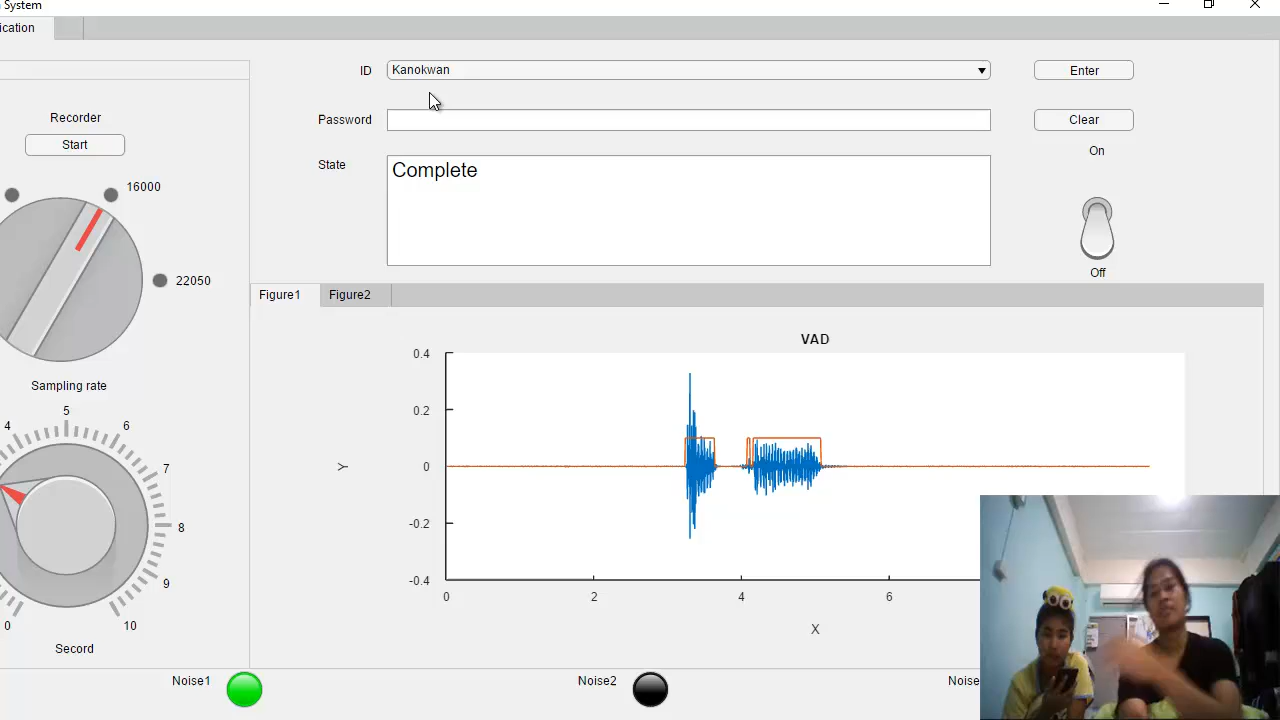 System
ication
ID
Kanokwan
Enter
Recorder
Start
Password
Clear
State
Complete
On
Off
16000
22050
Sampling rate
Figure1
Figure2
VAD
0.4
0.2
0
-0.2
-0.4
Y
0
2
4
6
X
4
5
6
7
8
9
10
0
Secord
Noise1
Noise2
Noise